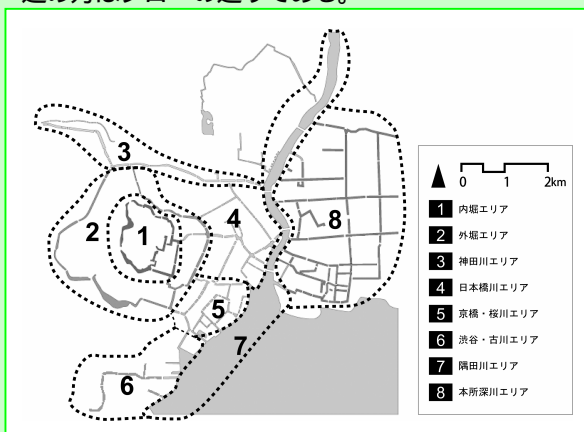 3
2
1
4
8
5
7
6
0 1 2km
1 内堀エリア
2 外堀エリア
3 神田川エリア
4 日本橋川エリア
5 京橋・桜川エリア
6 渋谷・古川エリア
7 隅田川エリア
8 本所深川エリア